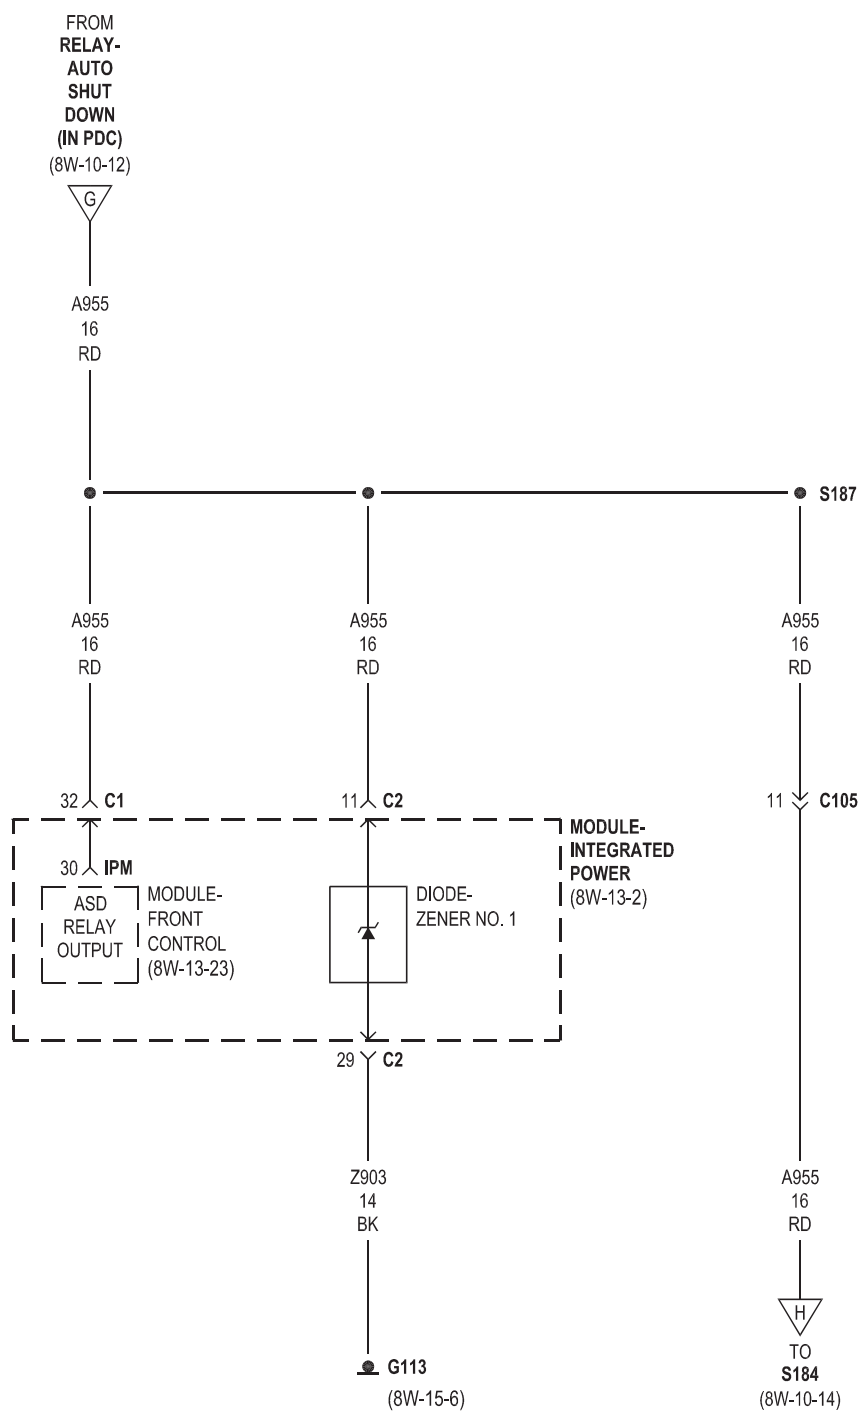 FROM
RELAY-
AUTO
SHUT
DOWN
(IN PDC)
(8W-10-12)
G
A955
16
RD
S187
A955
16
RD
A955
16
RD
A955
16
RD
32 C1
11 C2
11 C105
MODULE-
INTEGRATED
POWER
(8W-13-2)
30 IPM
ASD
RELAY
OUTPUT
MODULE-
FRONT
CONTROL
(8W-13-23)
DIODE-
ZENER NO. 1
29 C2
Z903
14
BK
A955
16
RD
G113
(8W-15-6)
H
TO
S184
(8W-10-14)